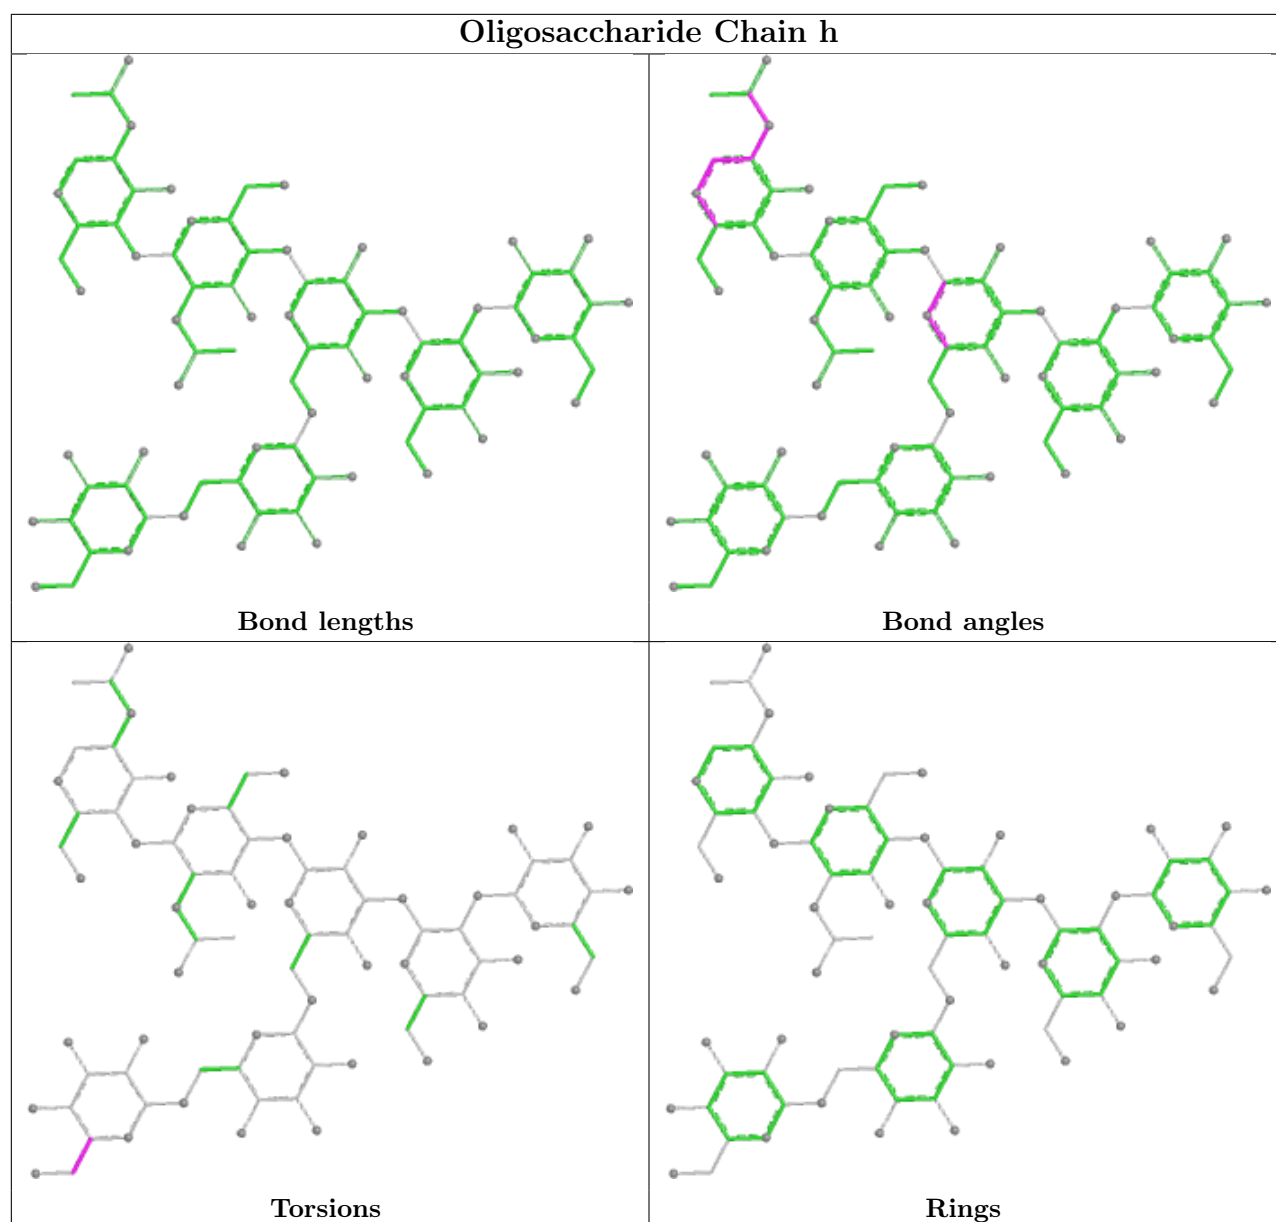 Oligosaccharide Chain h
Bond lengths
Bond angles
Torsions
Rings